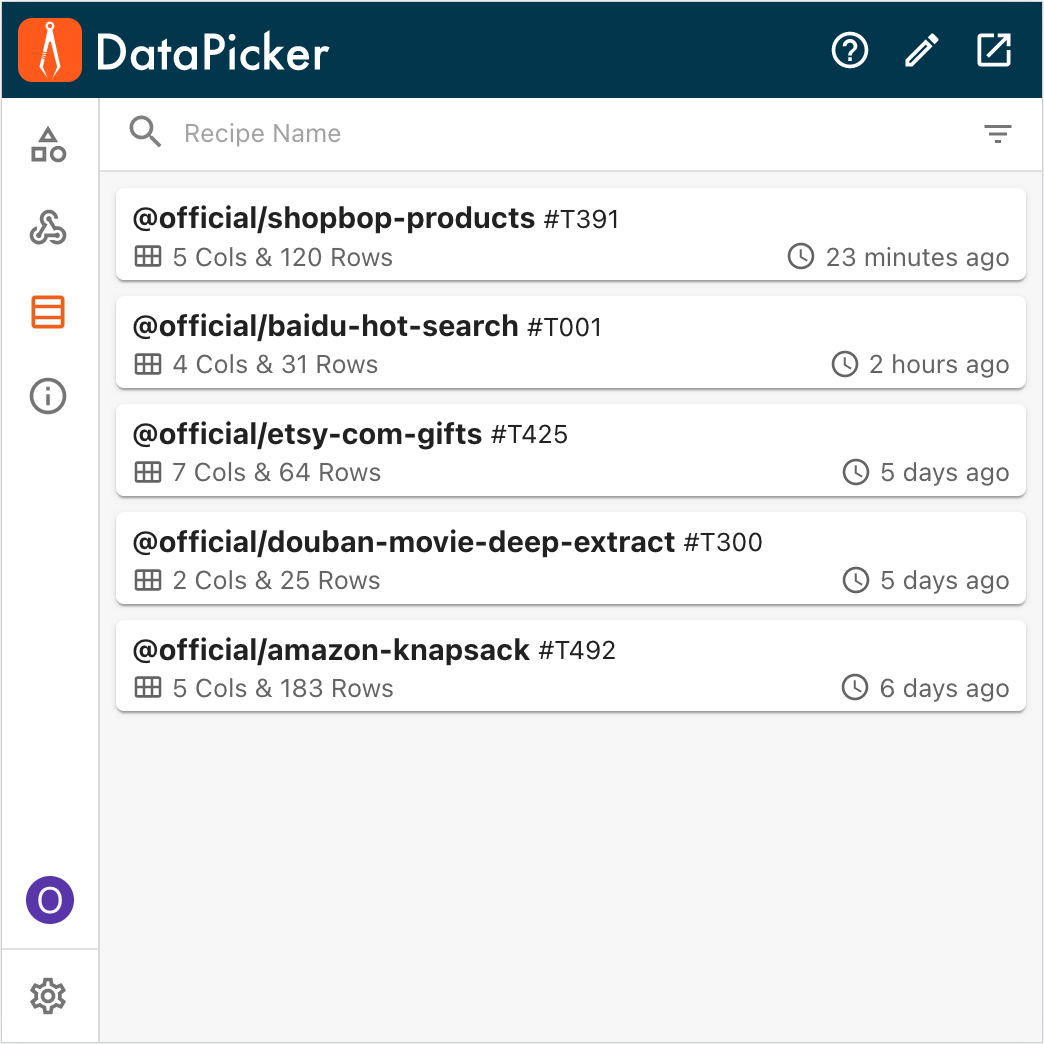 DataPicker
Recipe Name
@official/shopbop-products #T391
5 Cols & 120 Rows 23 minutes ago
@official/baidu-hot-search #T001
4 Cols & 31 Rows 2 hours ago
@official/etsy-com-gifts #T425
7 Cols & 64 Rows 5 days ago
@official/douban-movie-deep-extract #T300
2 Cols & 25 Rows 5 days ago
@official/amazon-knapsack #T492
5 Cols & 183 Rows 6 days ago
O